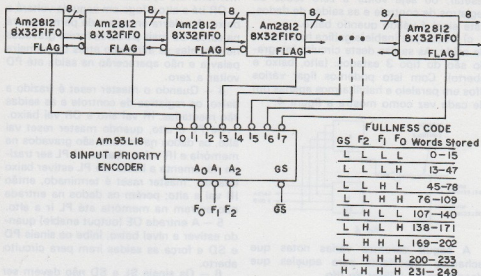 8 8 8 8 8 8
Am2812 Am2812 Am2812 Am2812 Am2812
8X32FIFO 8X32FIFO 8X32FIFO 8X32FIFO 8X32FIFO
FLAG FLAG FLAG FLAG FLAG
I0 I1 I2 I3 I4 I5 I6 I7
Am93L18
8 INPUT PRIORITY
ENCODER
A0 A1 A2 GS
F0 F1 F2 GS
FULLNESS CODE
GS F2 F1 F0 Words Stored
L L L L 0-15
L L L H 13-47
L L H L 45-78
L L H H 76-109
L H L L 107-140
L H L H 138-171
L H H L 169-202
L H H H 200-233
H H H H 231-249